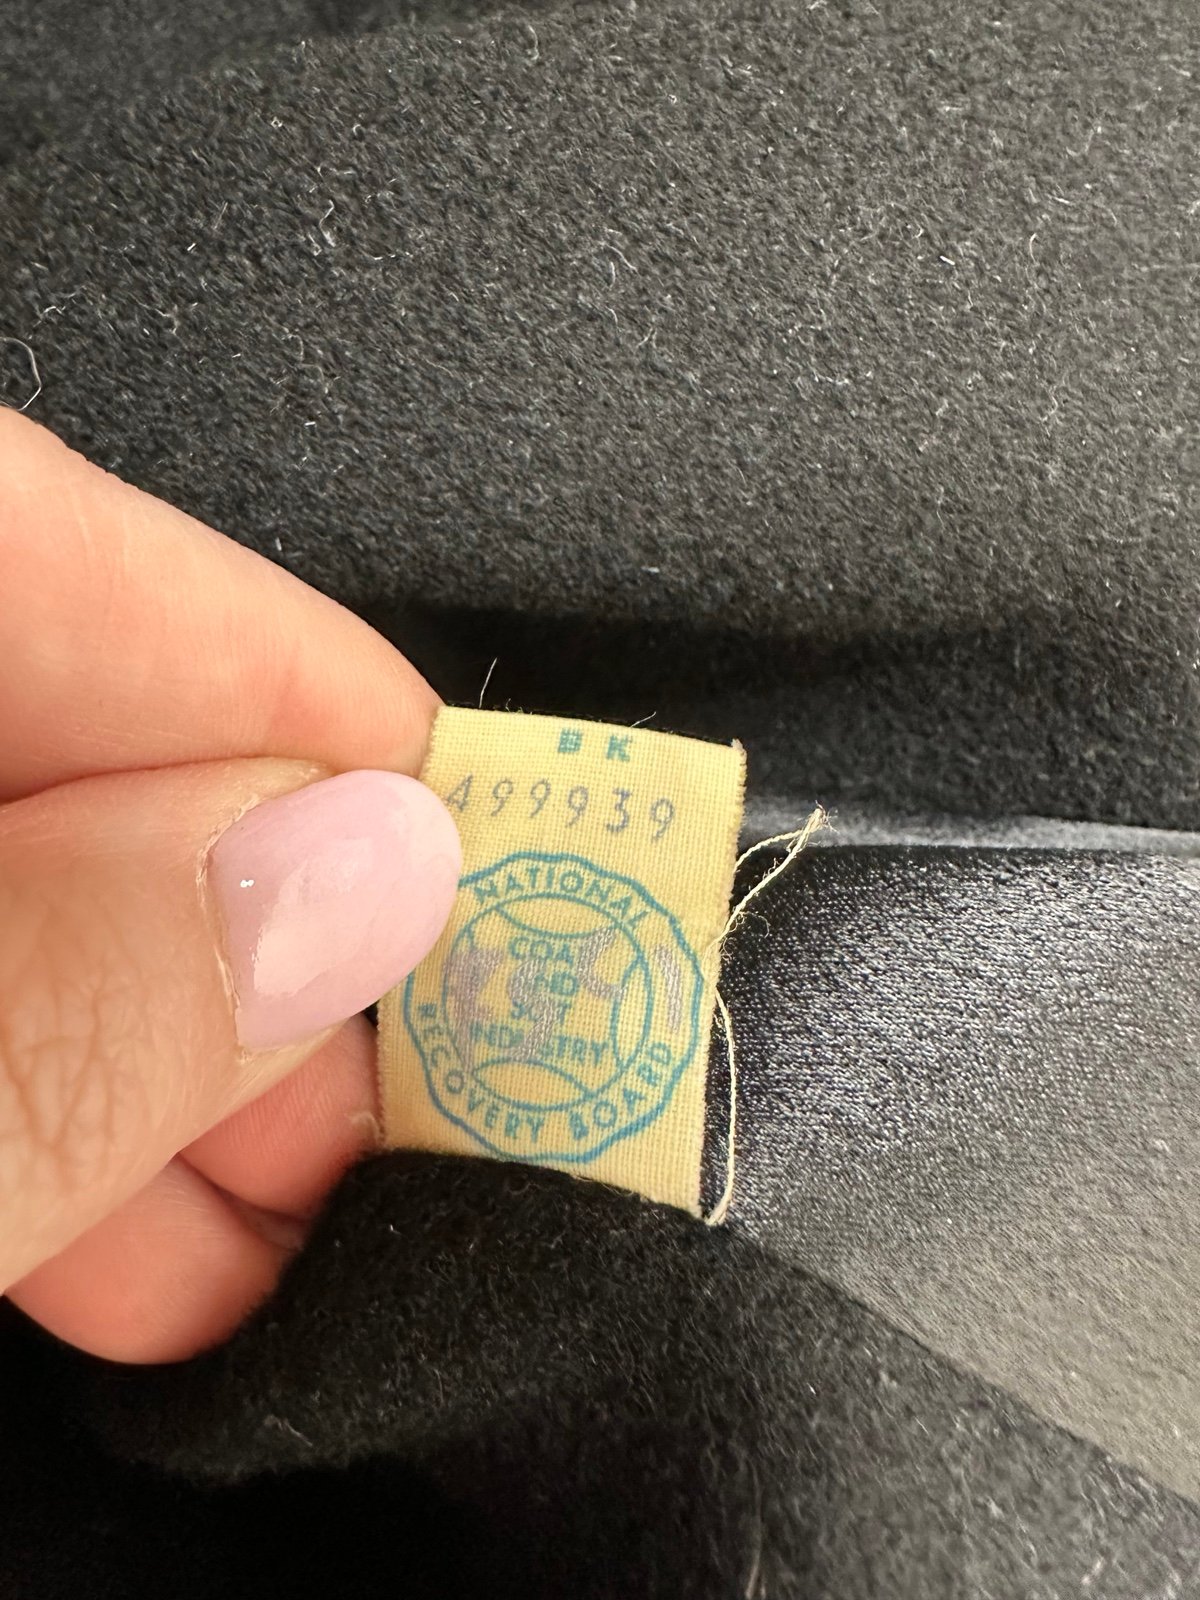 BK
499939
NATIONAL
COAT
AND
SUIT
INDUSTRY
RECOVERY BOARD